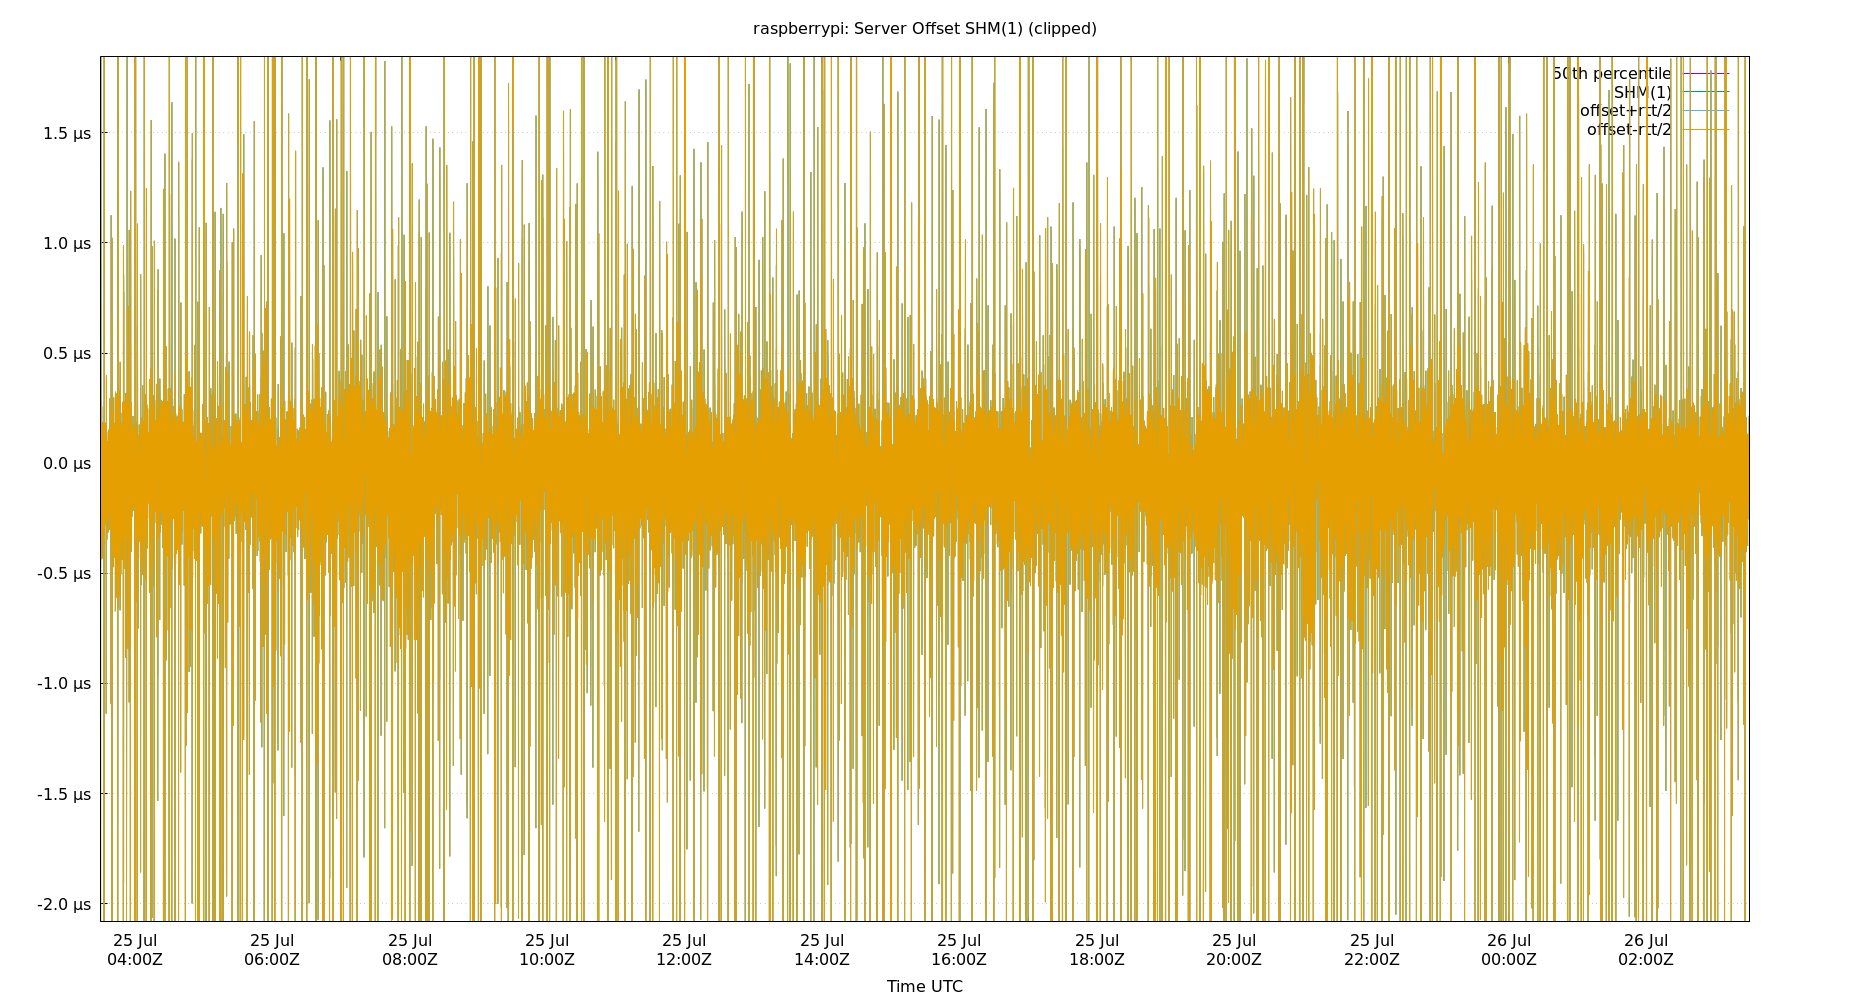 raspberrypi: Server Offset SHM(1) (clipped)
50th percentile
SHM(1)
offset+rtt/2
offset-rtt/2
1.5 µs
1.0 µs
0.5 µs
0.0 µs
-0.5 µs
-1.0 µs
-1.5 µs
-2.0 µs
25 Jul 25 Jul 25 Jul 25 Jul 25 Jul 25 Jul 25 Jul 25 Jul 25 Jul 25 Jul 26 Jul 26 Jul
04:00Z 06:00Z 08:00Z 10:00Z 12:00Z 14:00Z 16:00Z 18:00Z 20:00Z 22:00Z 00:00Z 02:00Z
Time UTC